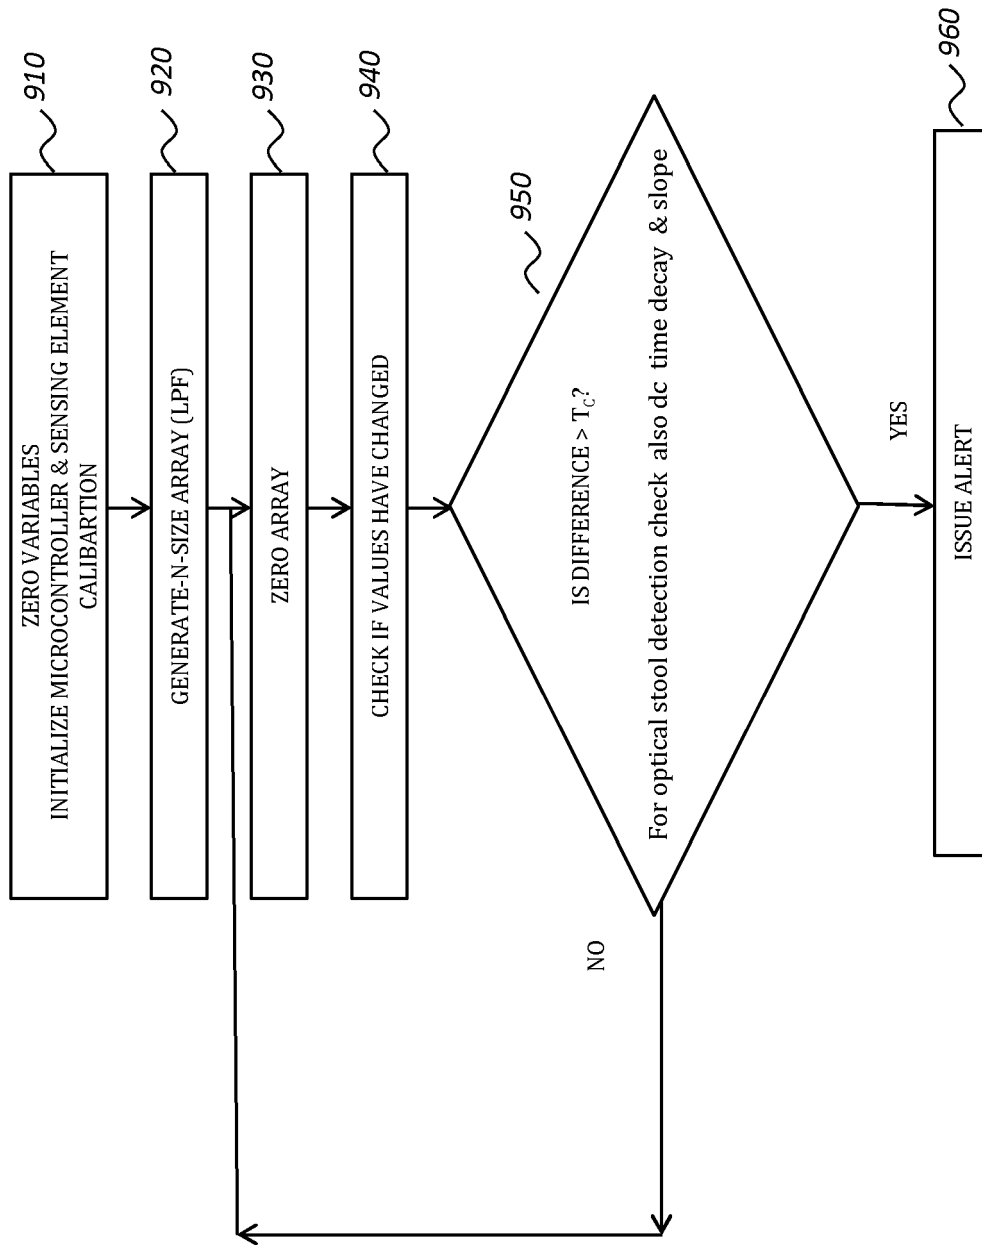 910
ZERO VARIABLES
INITIALIZE MICROCONTROLLER & SENSING ELEMENT
CALIBARTION
920
GENERATE-N-SIZE ARRAY (LPF)
930
ZERO ARRAY
940
CHECK IF VALUES HAVE CHANGED
950
IS DIFFERENCE > TC?
For optical stool detection check also dc time decay & slope
NO
YES
960
ISSUE ALERT